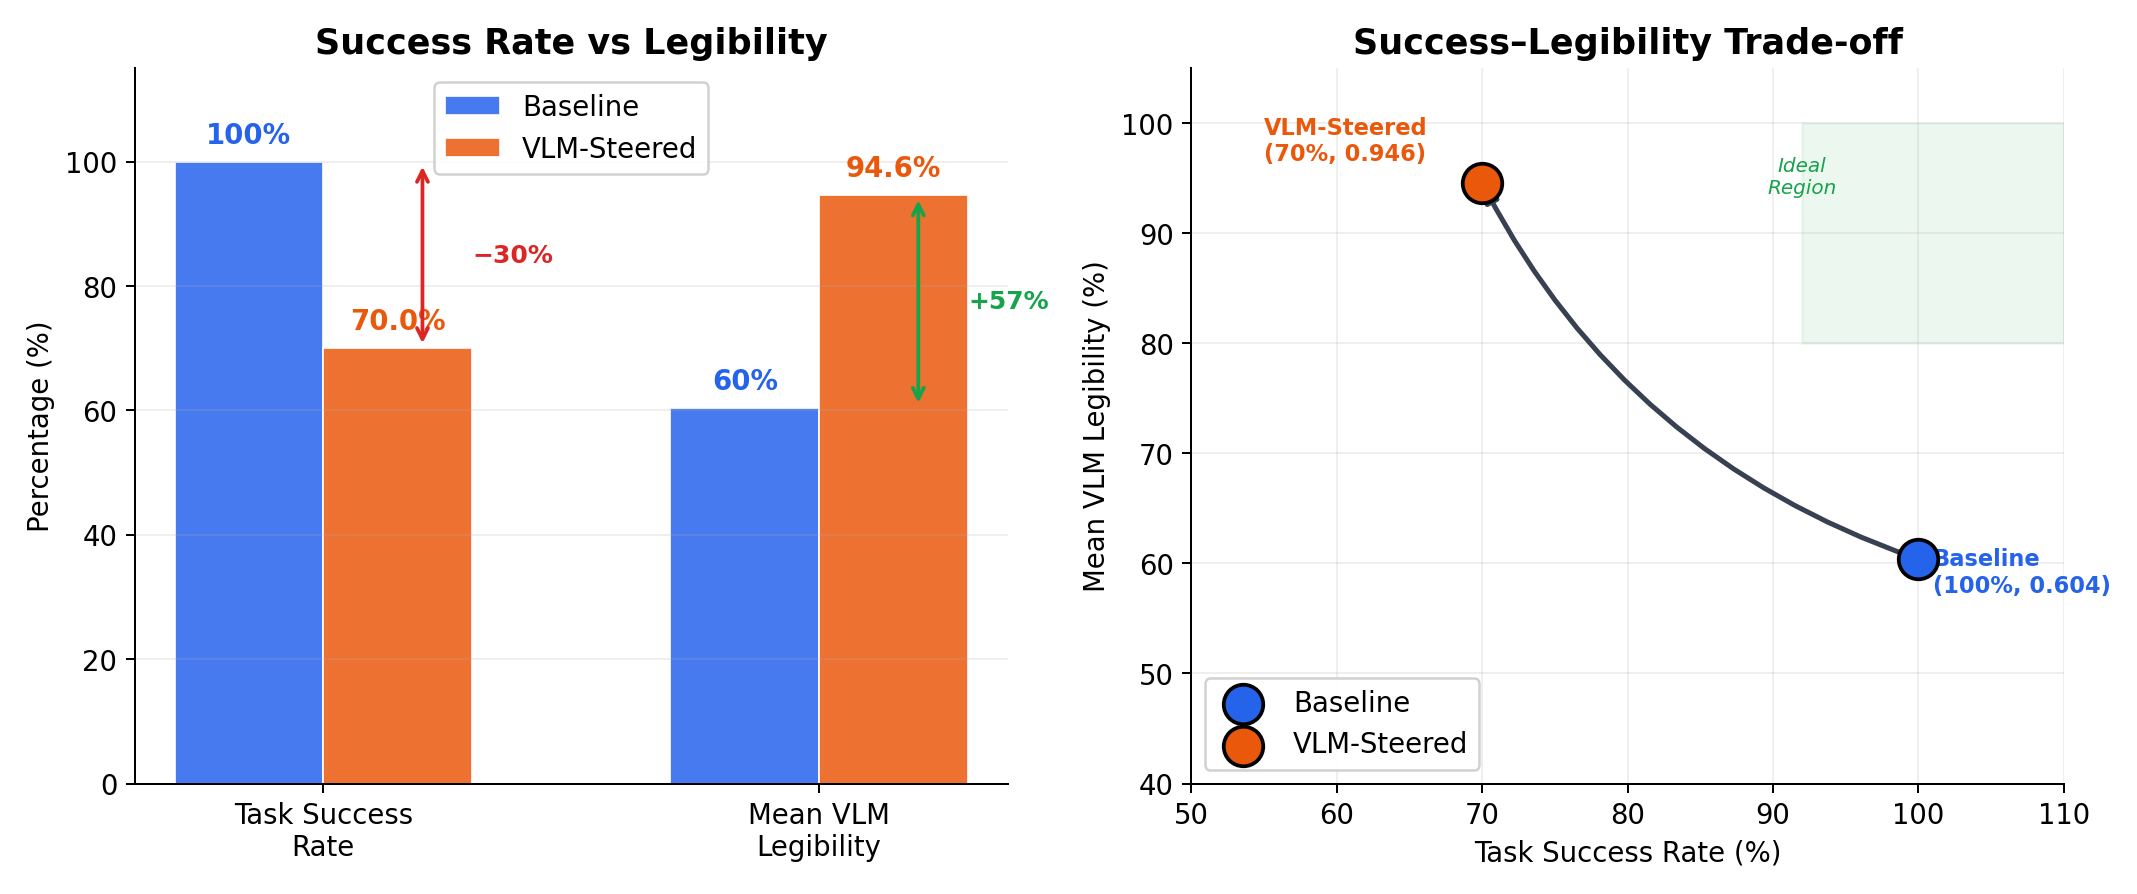 Success Rate vs Legibility
Baseline
VLM-Steered
100%
70.0%
−30%
60%
94.6%
+57%
100
80
60
40
20
0
Percentage (%)
Task Success
Rate
Mean VLM
Legibility
Success–Legibility Trade-off
VLM-Steered
(70%, 0.946)
Ideal
Region
Baseline
(100%, 0.604)
100
90
80
70
60
50
40
Mean VLM Legibility (%)
Baseline
VLM-Steered
50
60
70
80
90
100
110
Task Success Rate (%)